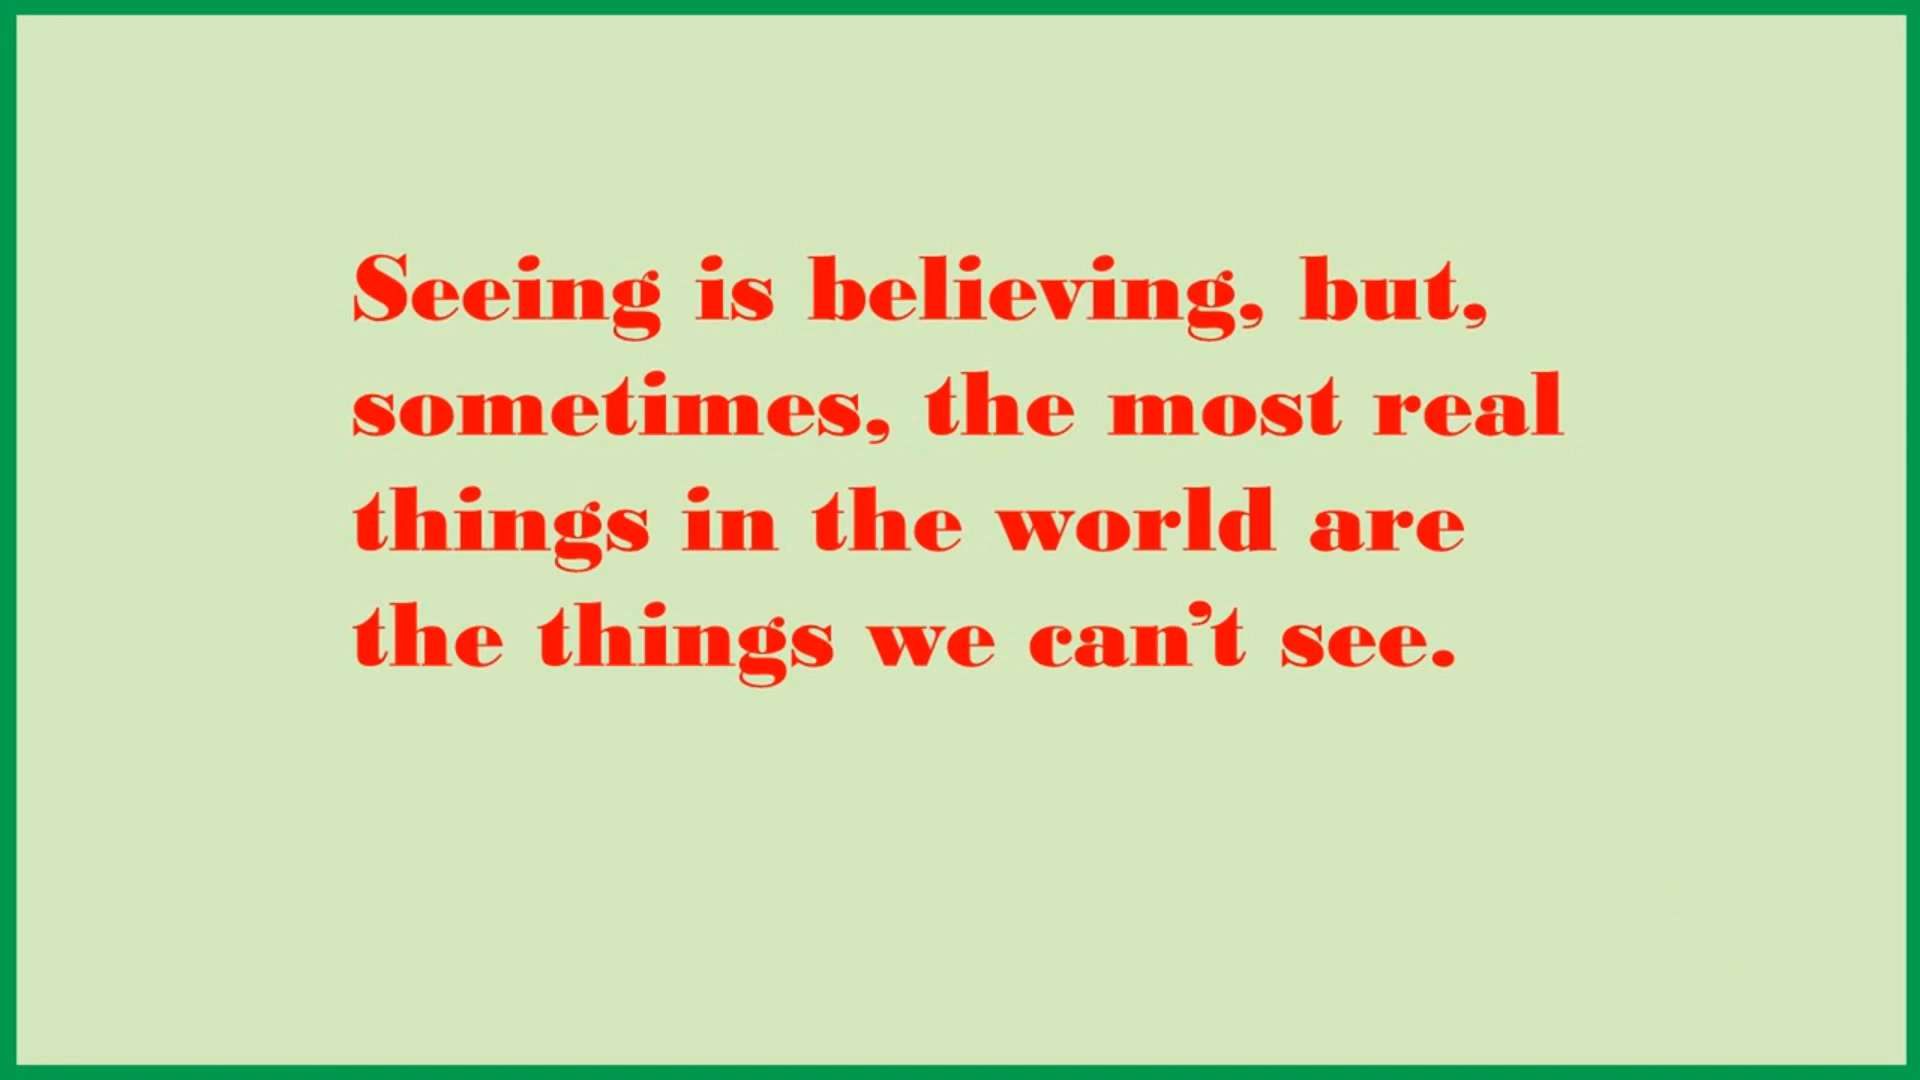 Seeing is believing, but,
sometimes, the most real
things in the world are
the things we can’t see.